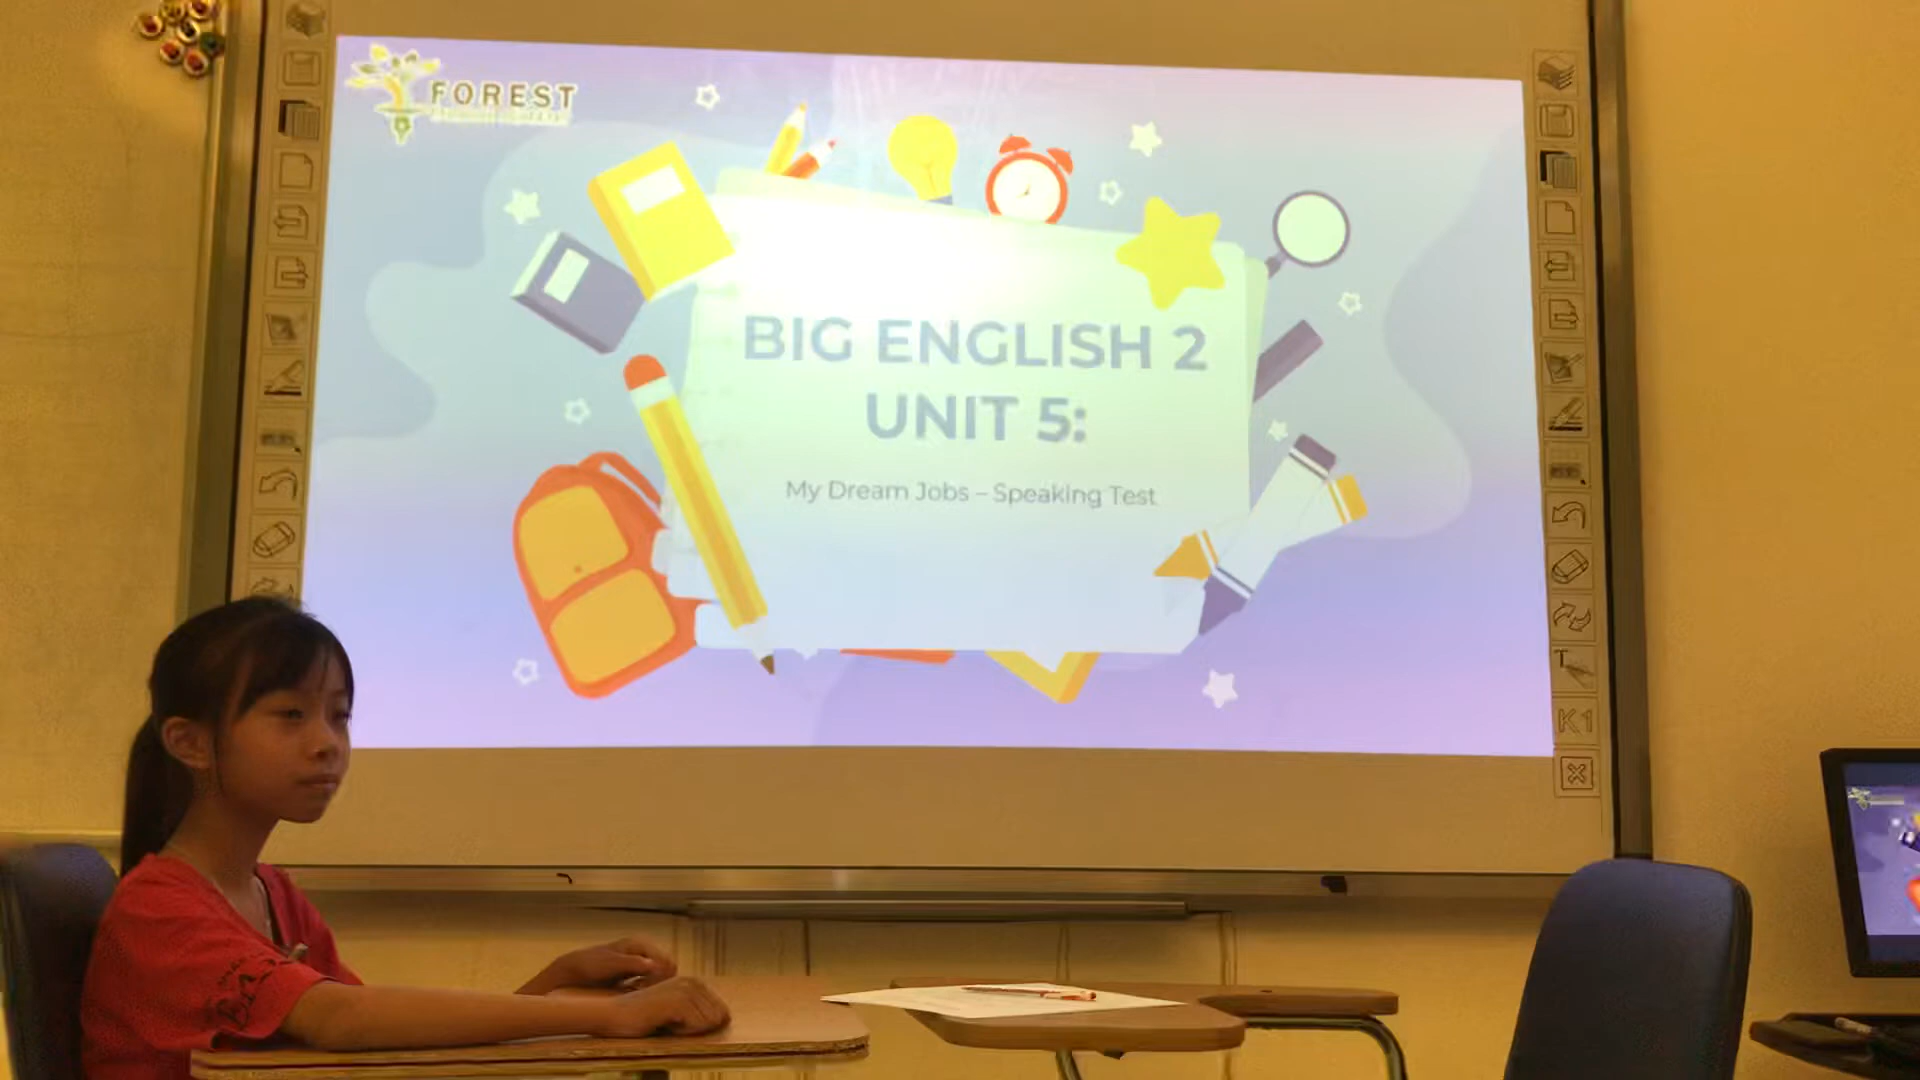 FOREST
BIG ENGLISH 2
UNIT 5:
My Dream Jobs – Speaking Test
T
K1